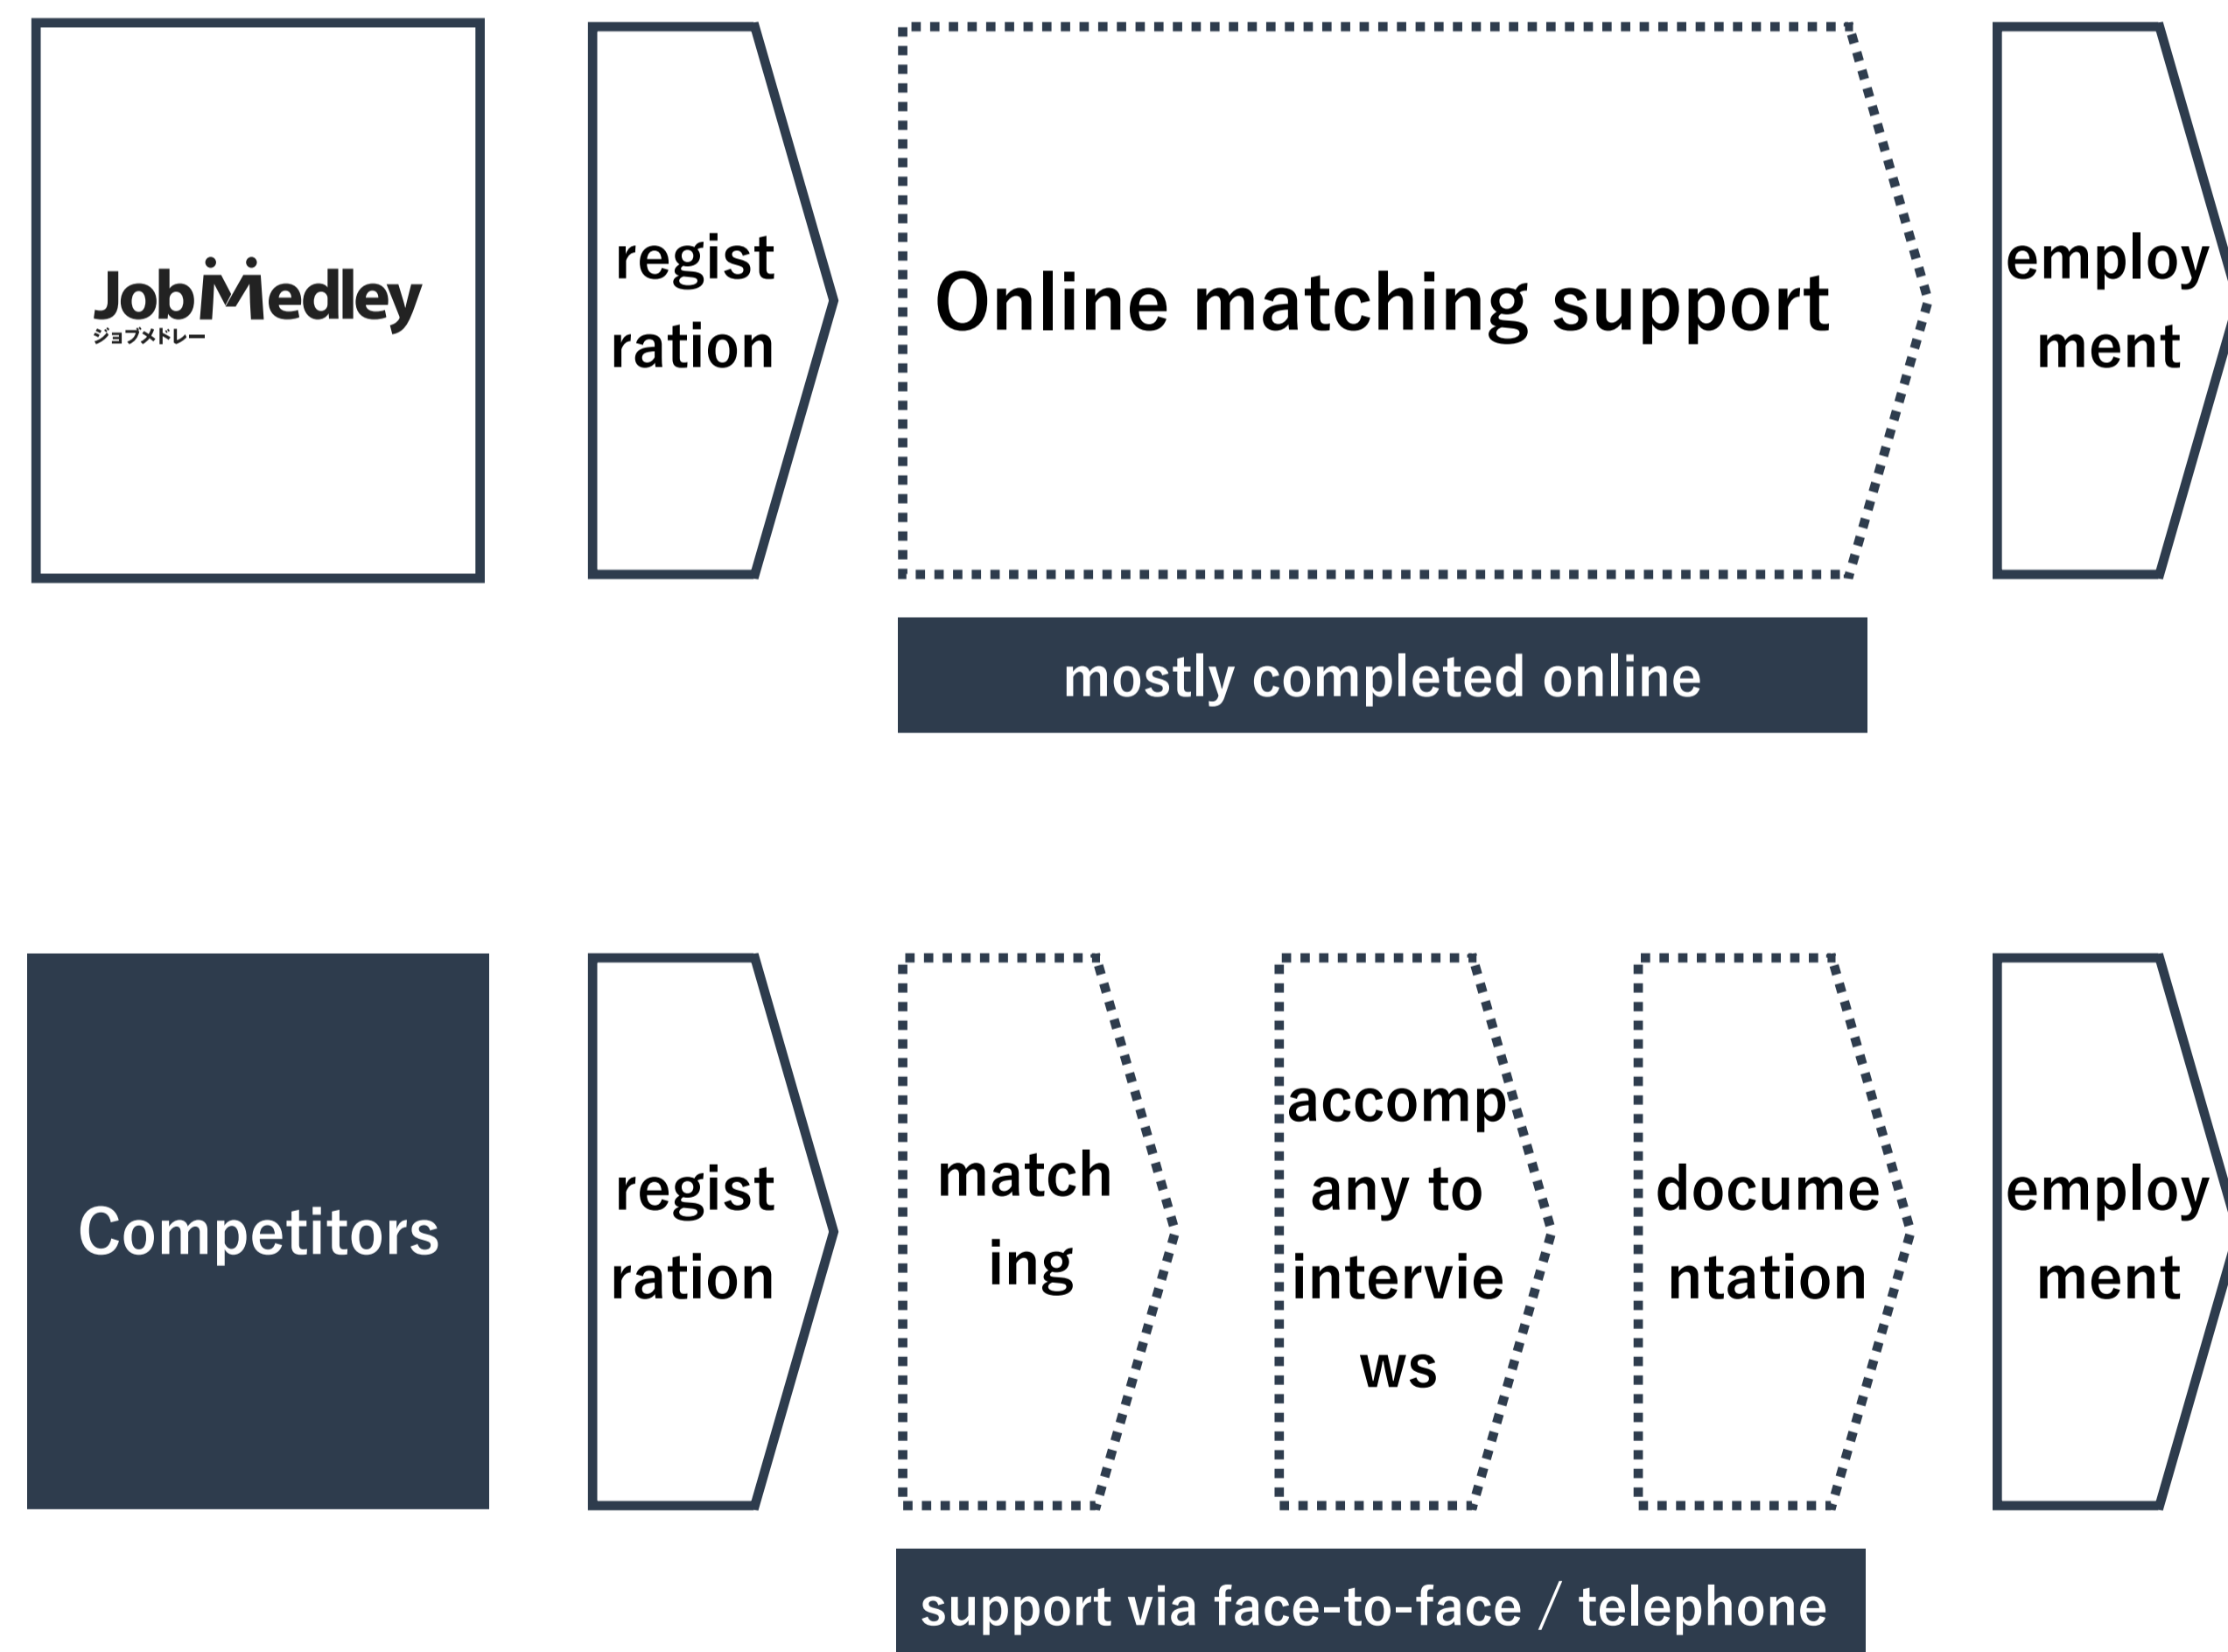 JobMedley
ジョブメドレー
regist
ration
Online matching support
employ
ment
mostly completed online
Competitors
regist
ration
match
ing
accomp
any to
intervie
ws
docume
ntation
employ
ment
support via face-to-face / telephone